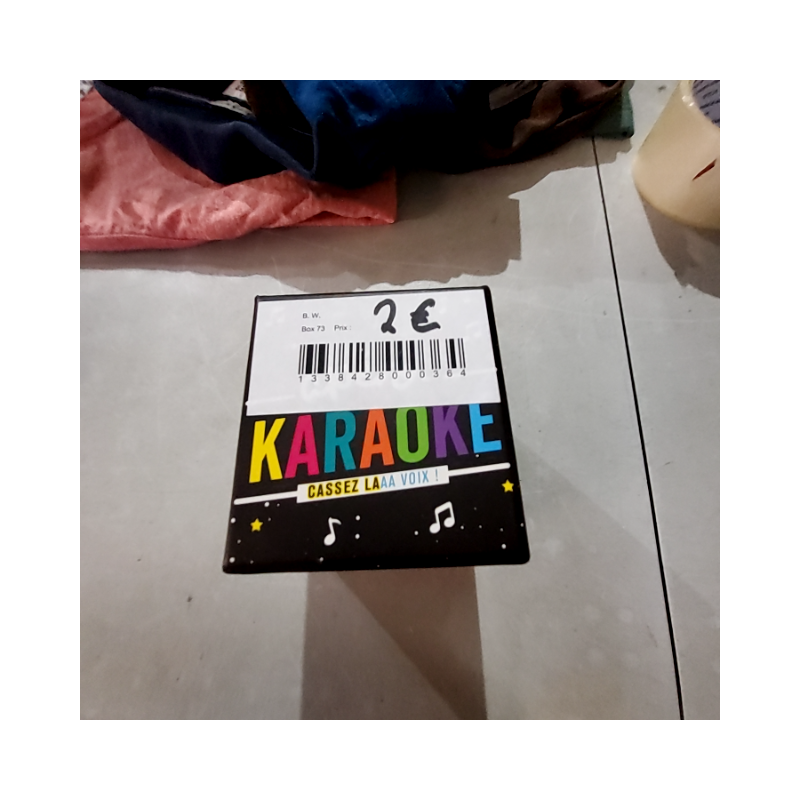 B. W.
Box 73 Prix : 2 €
1338428000364
KARAOKE
CASSEZ LAAA VOIX !